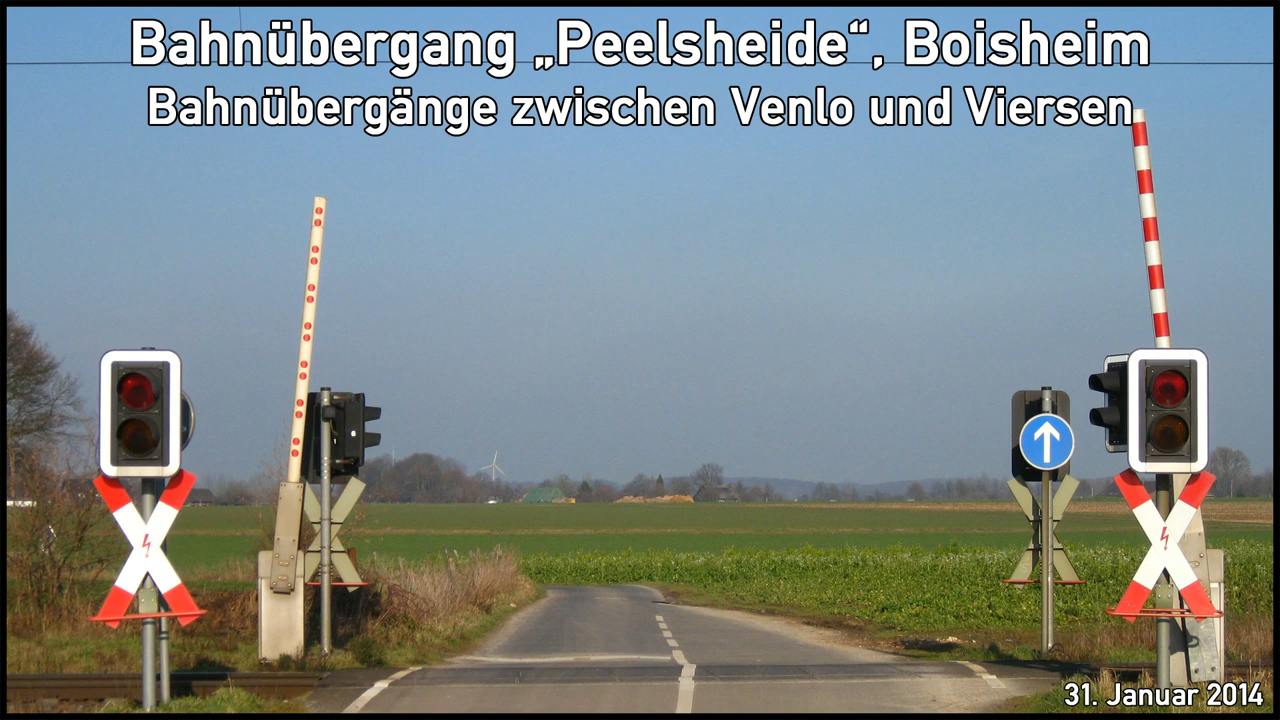 Bahnübergang „Peelsheide“, Boisheim
Bahnübergänge zwischen Venlo und Viersen
31. Januar 2014